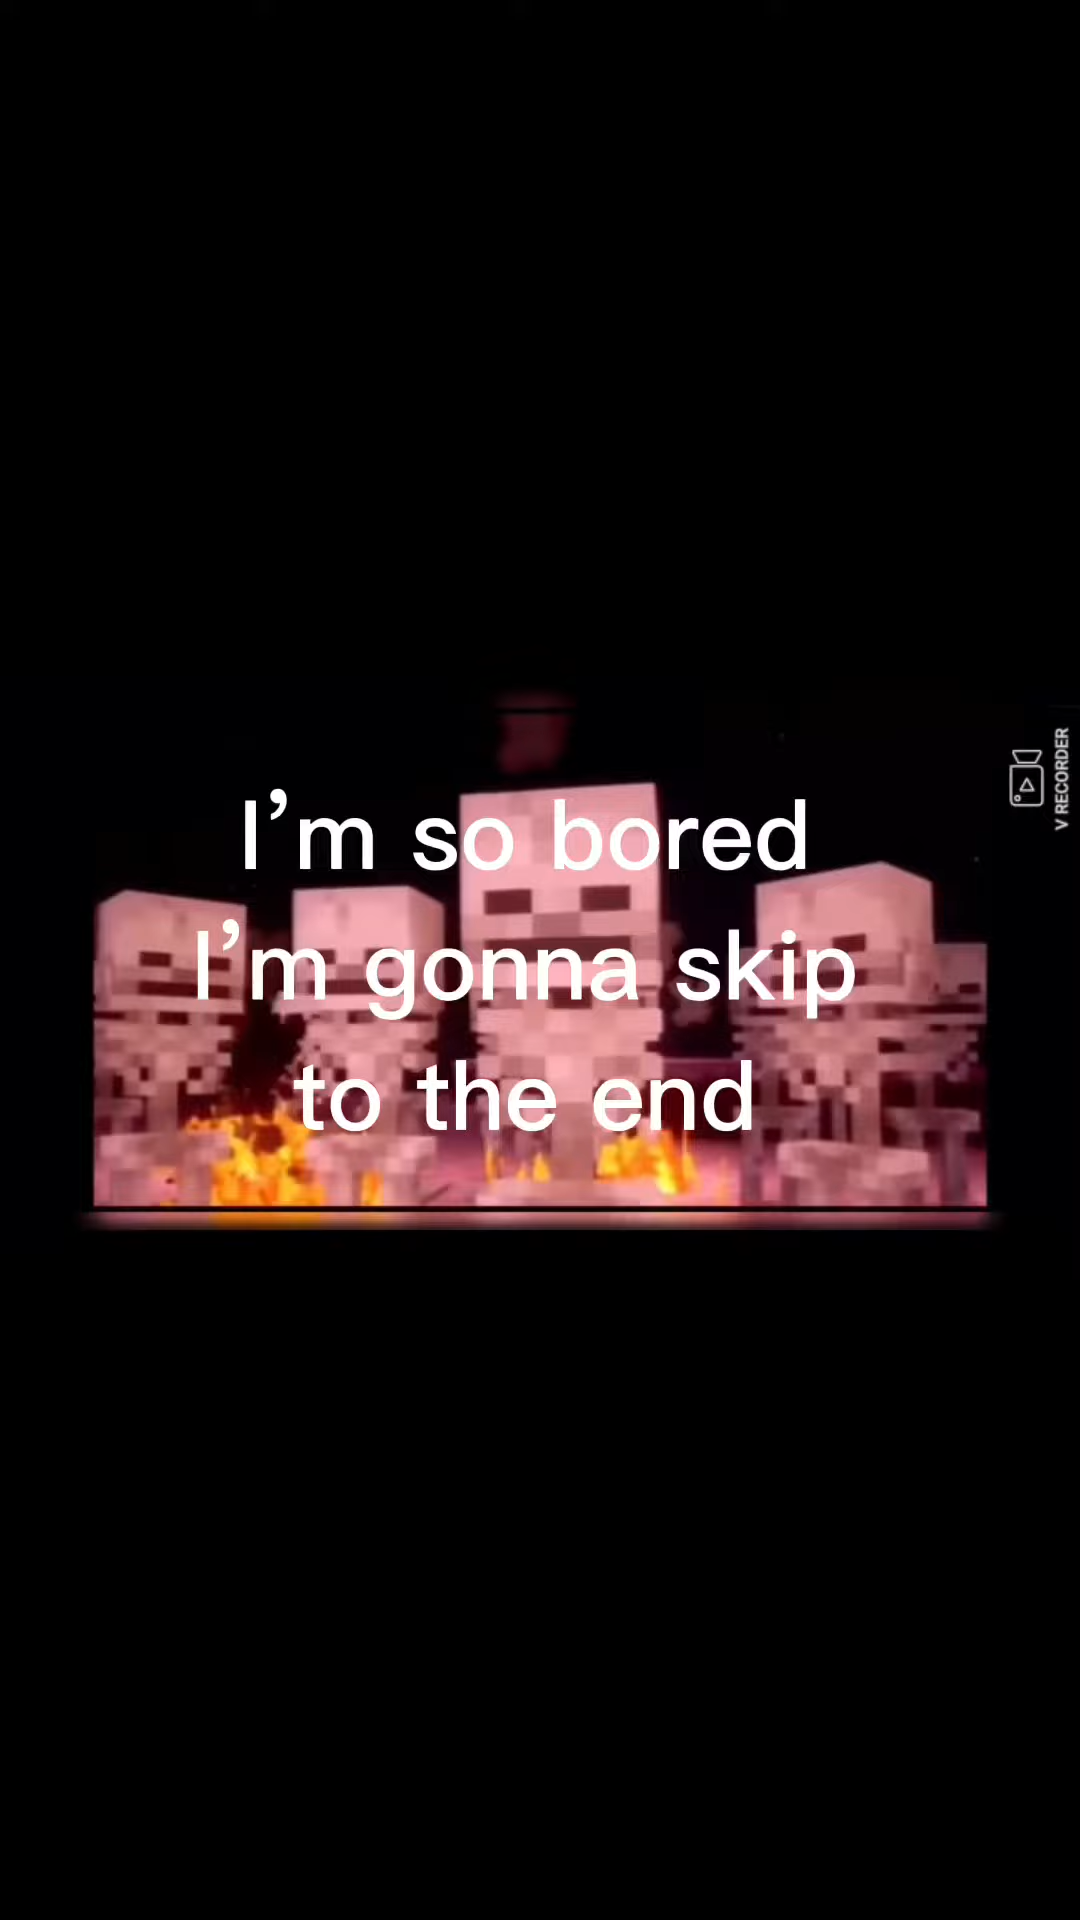 I’m so bored
I’m gonna skip
to the end
V RECORDER